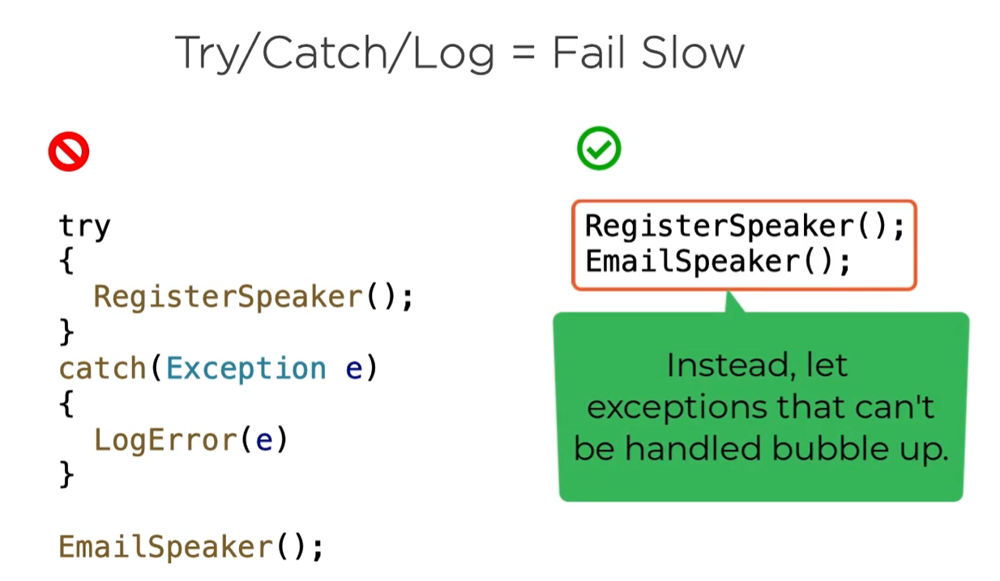 Try/Catch/Log = Fail Slow
try
{
  RegisterSpeaker();
}
catch(Exception e)
{
  LogError(e)
}
EmailSpeaker();
RegisterSpeaker();
EmailSpeaker();
Instead, let
exceptions that can't
be handled bubble up.